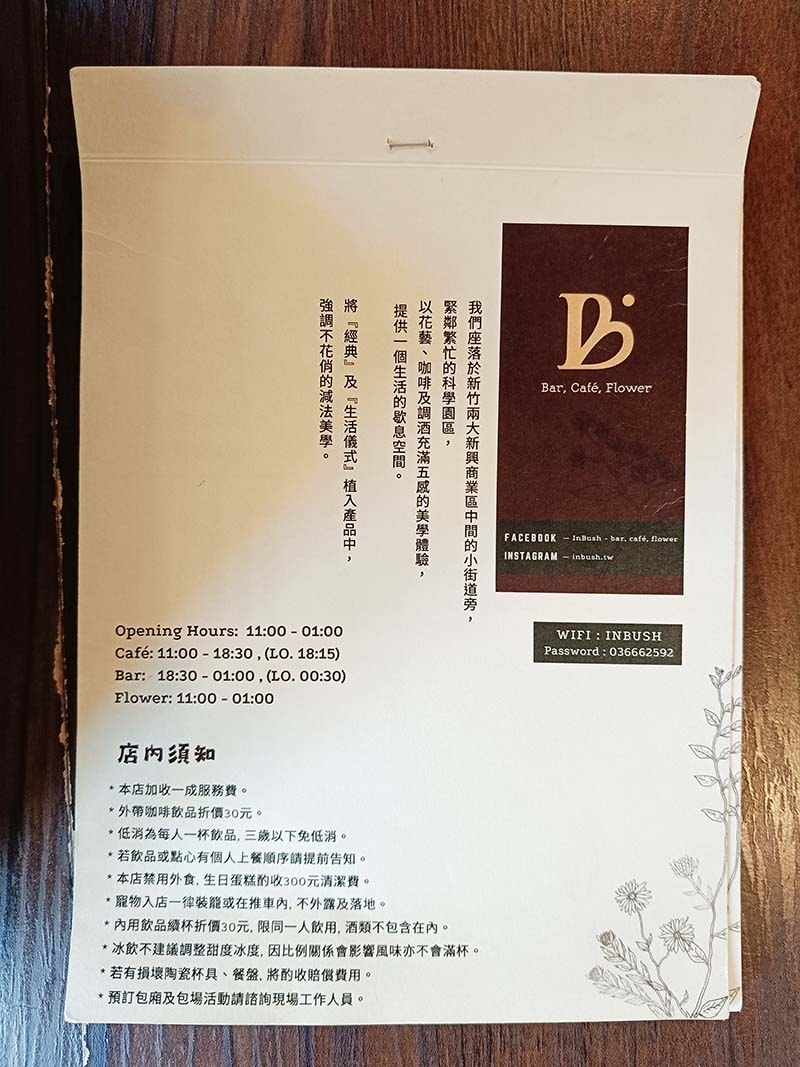 Bar, Café, Flower
FACEBOOK — InBush - bar, café, flower
INSTAGRAM — inbush.tw
WIFI : INBUSH
Password : 036662592
我們座落於新竹兩大新興商業區中間的小街道旁，
緊鄰繁忙的科學園區，
以花藝、咖啡及調酒充滿五感的美學體驗，
提供一個生活的歇息空間。
將『經典』及『生活儀式』植入產品中，
強調不花俏的減法美學。
Opening Hours: 11:00 - 01:00
Café: 11:00 - 18:30 , (LO. 18:15)
Bar: 18:30 - 01:00 , (LO. 00:30)
Flower: 11:00 - 01:00
店內須知
* 本店加收一成服務費。
* 外帶咖啡飲品折價30元。
* 低消為每人一杯飲品, 三歲以下免低消。
* 若飲品或點心有個人上餐順序請提前告知。
* 本店禁用外食, 生日蛋糕酌收300元清潔費。
* 寵物入店一律裝籠或在推車內, 不外露及落地。
* 內用飲品續杯折價30元, 限同一人飲用, 酒類不包含在內。
* 冰飲不建議調整甜度冰度, 因比例關係會影響風味亦不會滿杯。
* 若有損壞陶瓷杯具、餐盤, 將酌收賠償費用。
* 預訂包廂及包場活動請諮詢現場工作人員。